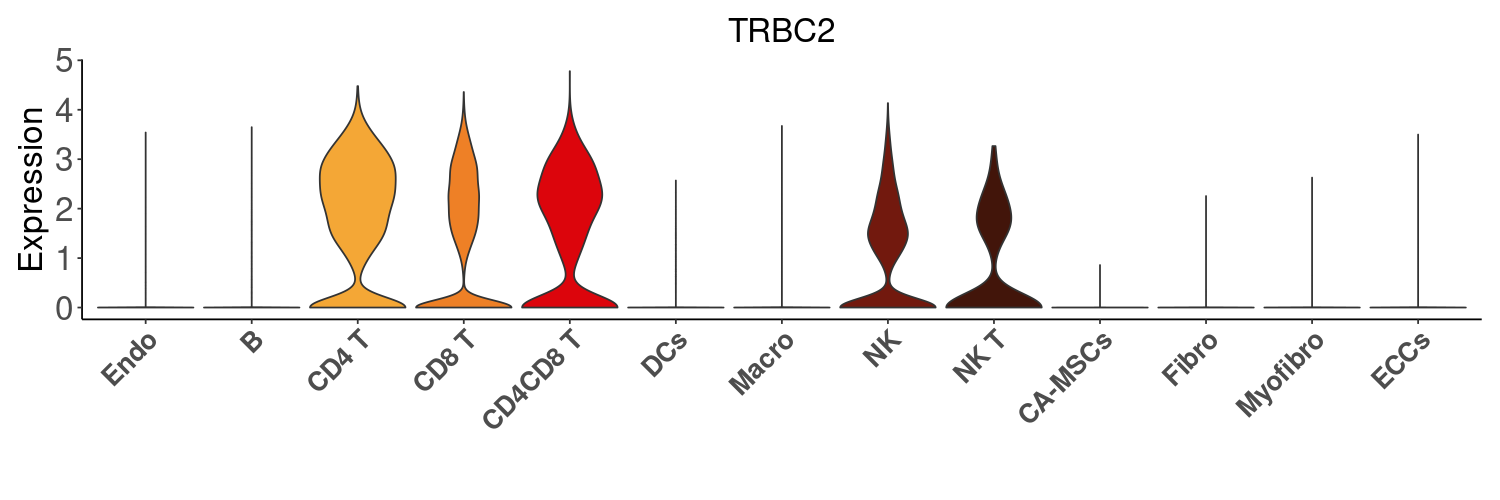 TRBC2
Expression
5
4
3
2
1
0
Endo
B
CD4 T
CD8 T
CD4CD8 T
DCs
Macro
NK
NK T
CA-MSCs
Fibro
Myofibro
ECCs